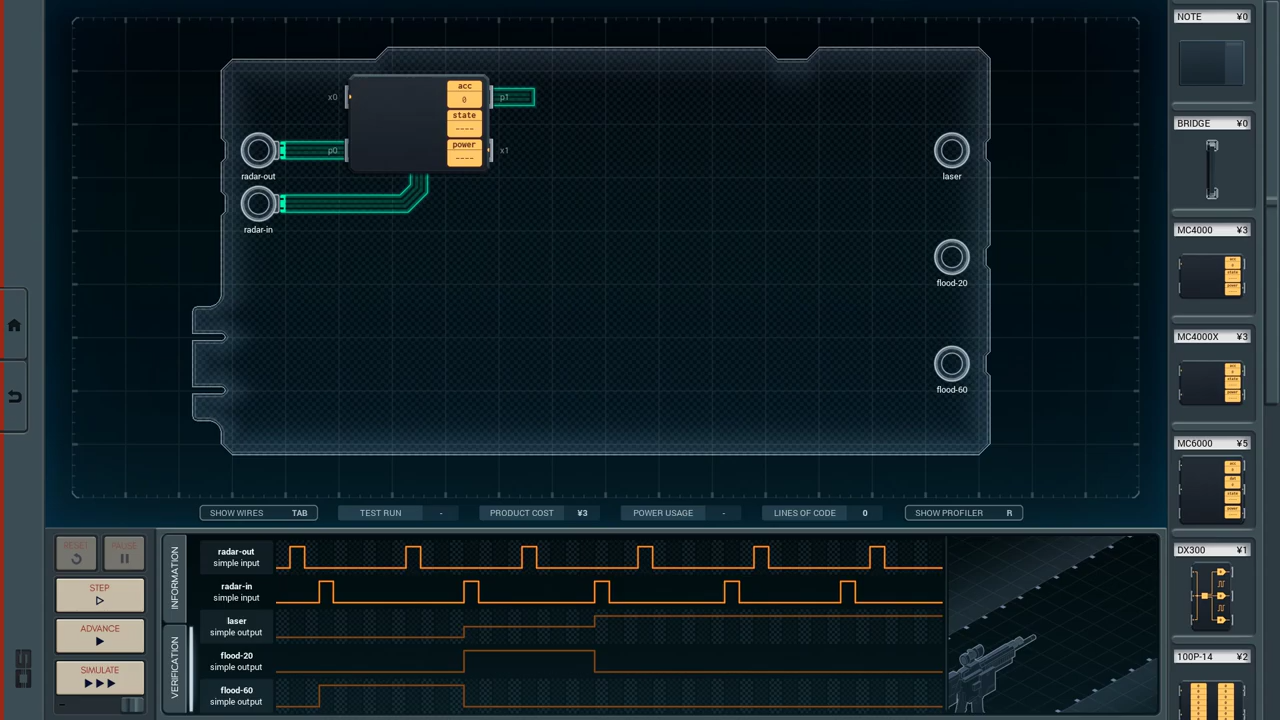 NOTE ¥0
BRIDGE ¥0
MC4000 ¥3
acc
0
MC4000X ¥3
MC6000 ¥5
DX300 ¥1
100P-14 ¥2
x0
p0
acc
0
state
----
power
----
p1
x1
radar-out
radar-in
laser
flood-20
flood-60
SHOW WIRES TAB
TEST RUN -
PRODUCT COST ¥3
POWER USAGE -
LINES OF CODE 0
SHOW PROFILER R
RESET
PAUSE
STEP
ADVANCE
SIMULATE
INFORMATION
VERIFICATION
radar-out
simple input
radar-in
simple input
laser
simple output
flood-20
simple output
flood-60
simple output